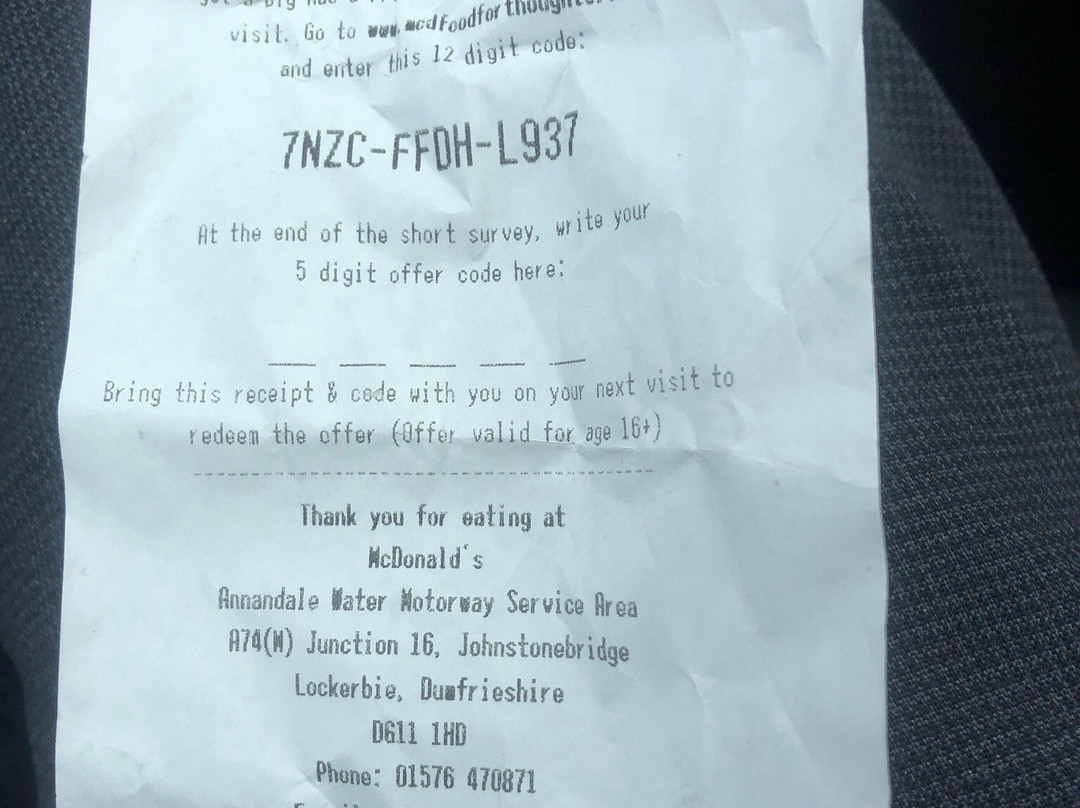 visit. Go to www.mcdfoodforthoughts.
and enter this 12 digit code:
7NZC-FFDH-L937
At the end of the short survey, write your
5 digit offer code here:
Bring this receipt & code with you on your next visit to
redeem the offer (Offer valid for age 16+)
Thank you for eating at
McDonald's
Annandale Water Motorway Service Area
A74(M) Junction 16, Johnstonebridge
Lockerbie, Dumfrieshire
DG11 1HD
Phone: 01576 470871